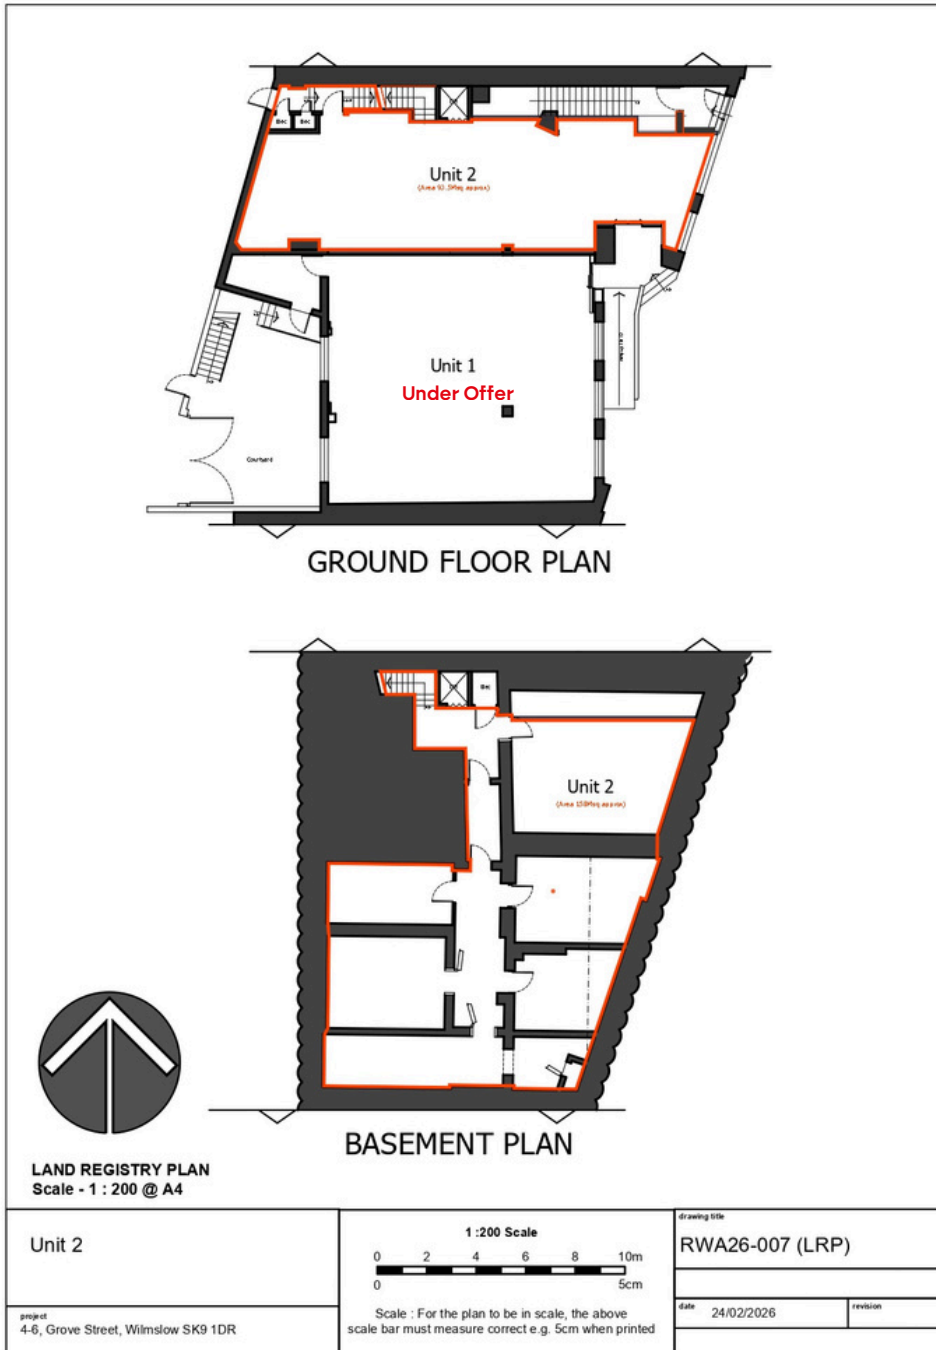 Unit 2
Unit 1
Under Offer
Courtyard
GROUND FLOOR PLAN
Unit 2
BASEMENT PLAN
LAND REGISTRY PLAN
Scale - 1 : 200 @ A4
Unit 2
project
4-6, Grove Street, Wilmslow SK9 1DR
1 :200 Scale
0 2 4 6 8 10m
0 5cm
Scale : For the plan to be in scale, the above
scale bar must measure correct e.g. 5cm when printed
drawing title
RWA26-007 (LRP)
date
24/02/2026
revision